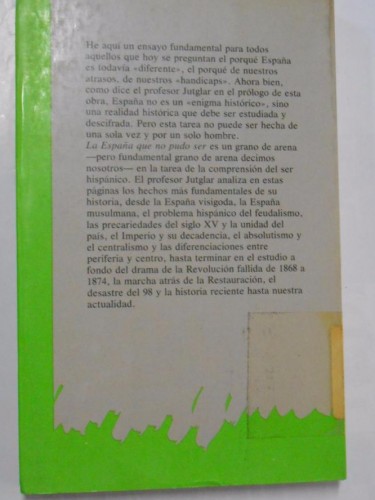 He aquí un ensayo fundamental para todos
aquellos que hoy se preguntan el porqué España
es todavía «diferente», el porqué de nuestros
atrasos, de nuestros «handicaps». Ahora bien,
como dice el profesor Jutglar en el prólogo de esta
obra, España no es un «enigma histórico», sino
una realidad histórica que debe ser estudiada y
descifrada. Pero esta tarea no puede ser hecha de
una sola vez y por un solo hombre.
La España que no pudo ser es un grano de arena
—pero fundamental grano de arena decimos
nosotros— en la tarea de la comprensión del ser
hispánico. El profesor Jutglar analiza en estas
páginas los hechos más fundamentales de su
historia, desde la España visigoda, la España
musulmana, el problema hispánico del feudalismo,
las precariedades del siglo XV y la unidad del
país, el Imperio y su decadencia, el absolutismo y
el centralismo y las diferenciaciones entre
periferia y centro, hasta terminar en el estudio a
fondo del drama de la Revolución fallida de 1868 a
1874, la marcha atrás de la Restauración, el
desastre del 98 y la historia reciente hasta nuestra
actualidad.